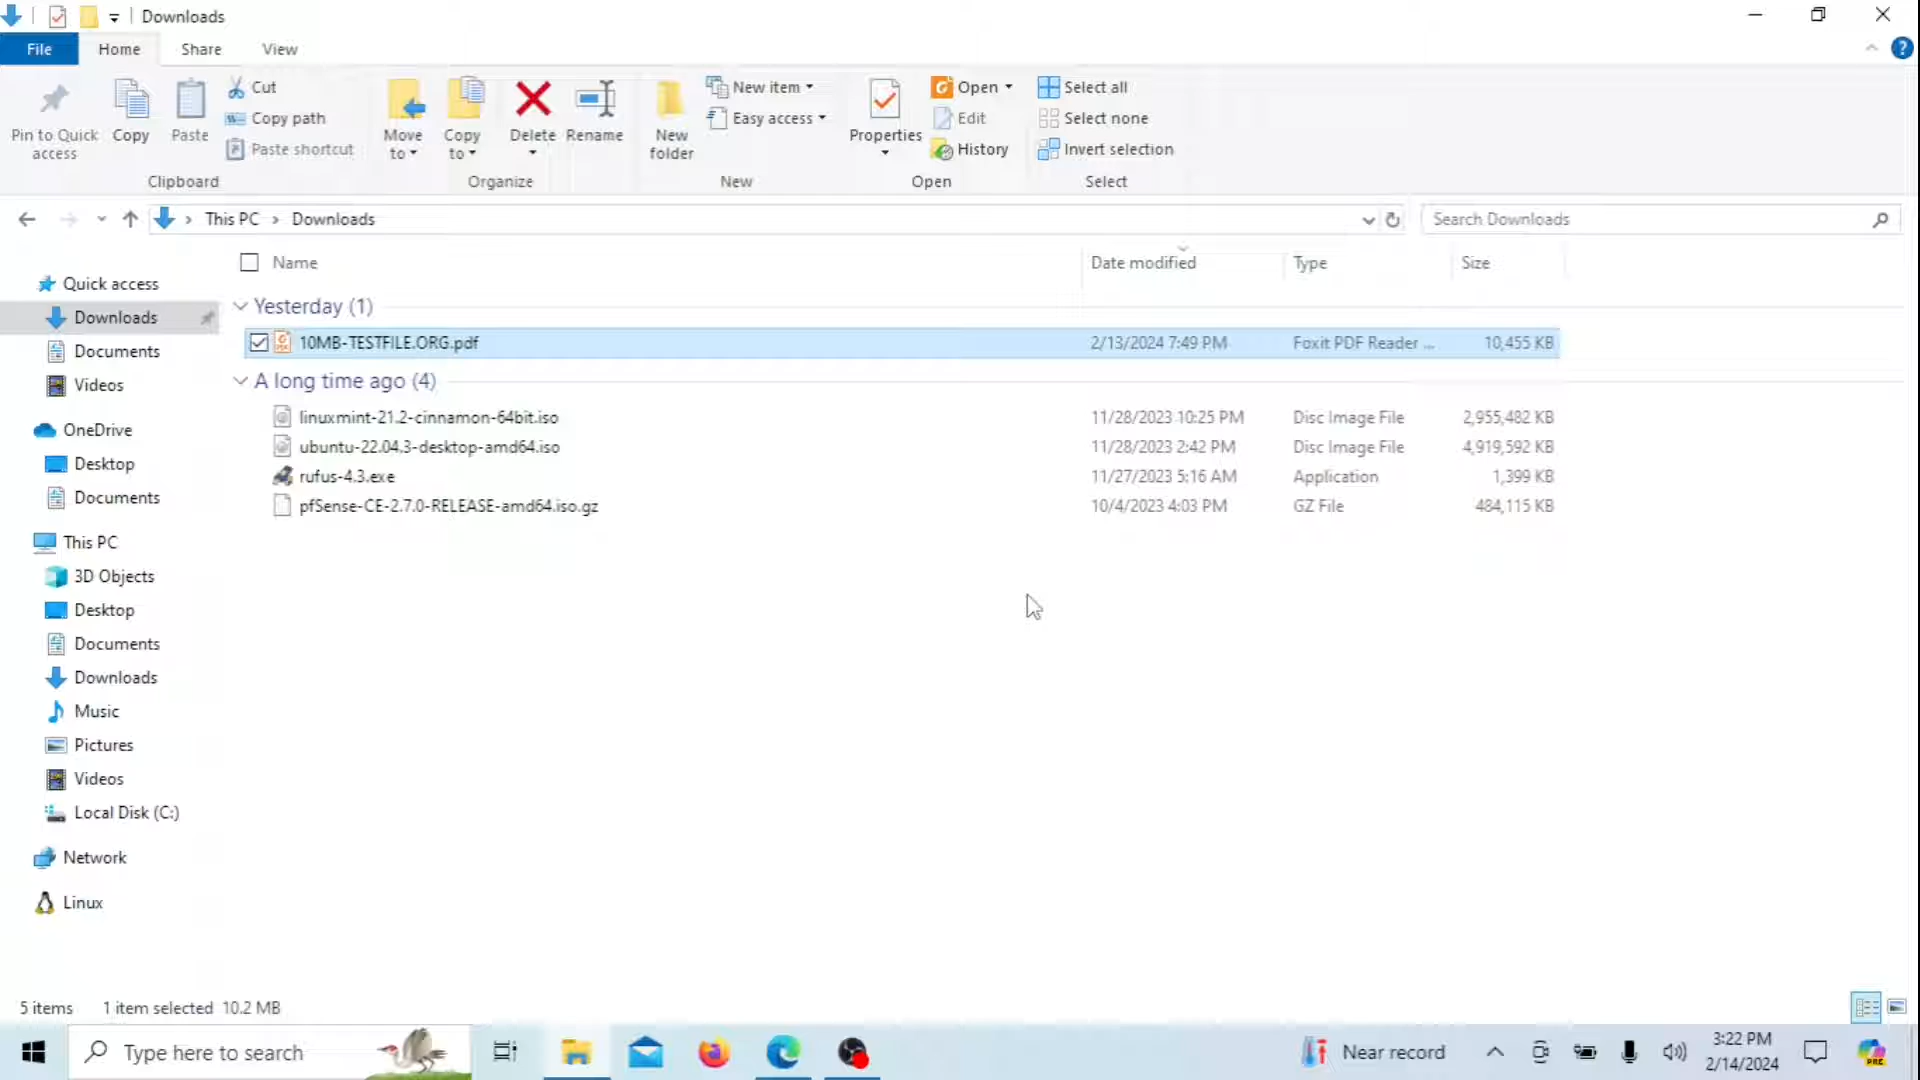 Downloads
File Home Share View
Pin to Quick access
Copy
Paste
Cut
Copy path
Paste shortcut
Clipboard
Move to
Copy to
Delete
Rename
Organize
New folder
New item
Easy access
New
Properties
Open
Edit
History
Open
Select all
Select none
Invert selection
Select
This PC > Downloads
Search Downloads
Name Date modified Type Size
Quick access
Downloads
Documents
Videos
OneDrive
Desktop
Documents
This PC
3D Objects
Desktop
Documents
Downloads
Music
Pictures
Videos
Local Disk (C:)
Network
Linux
Yesterday (1)
10MB-TESTFILE.ORG.pdf 2/13/2024 7:49 PM Foxit PDF Reader ... 10,455 KB
A long time ago (4)
linuxmint-21.2-cinnamon-64bit.iso 11/28/2023 10:25 PM Disc Image File 2,955,482 KB
ubuntu-22.04.3-desktop-amd64.iso 11/28/2023 2:42 PM Disc Image File 4,919,592 KB
rufus-4.3.exe 11/27/2023 5:16 AM Application 1,399 KB
pfSense-CE-2.7.0-RELEASE-amd64.iso.gz 10/4/2023 4:03 PM GZ File 484,115 KB
5 items 1 item selected 10.2 MB
Type here to search
Near record
3:22 PM
2/14/2024
PRE